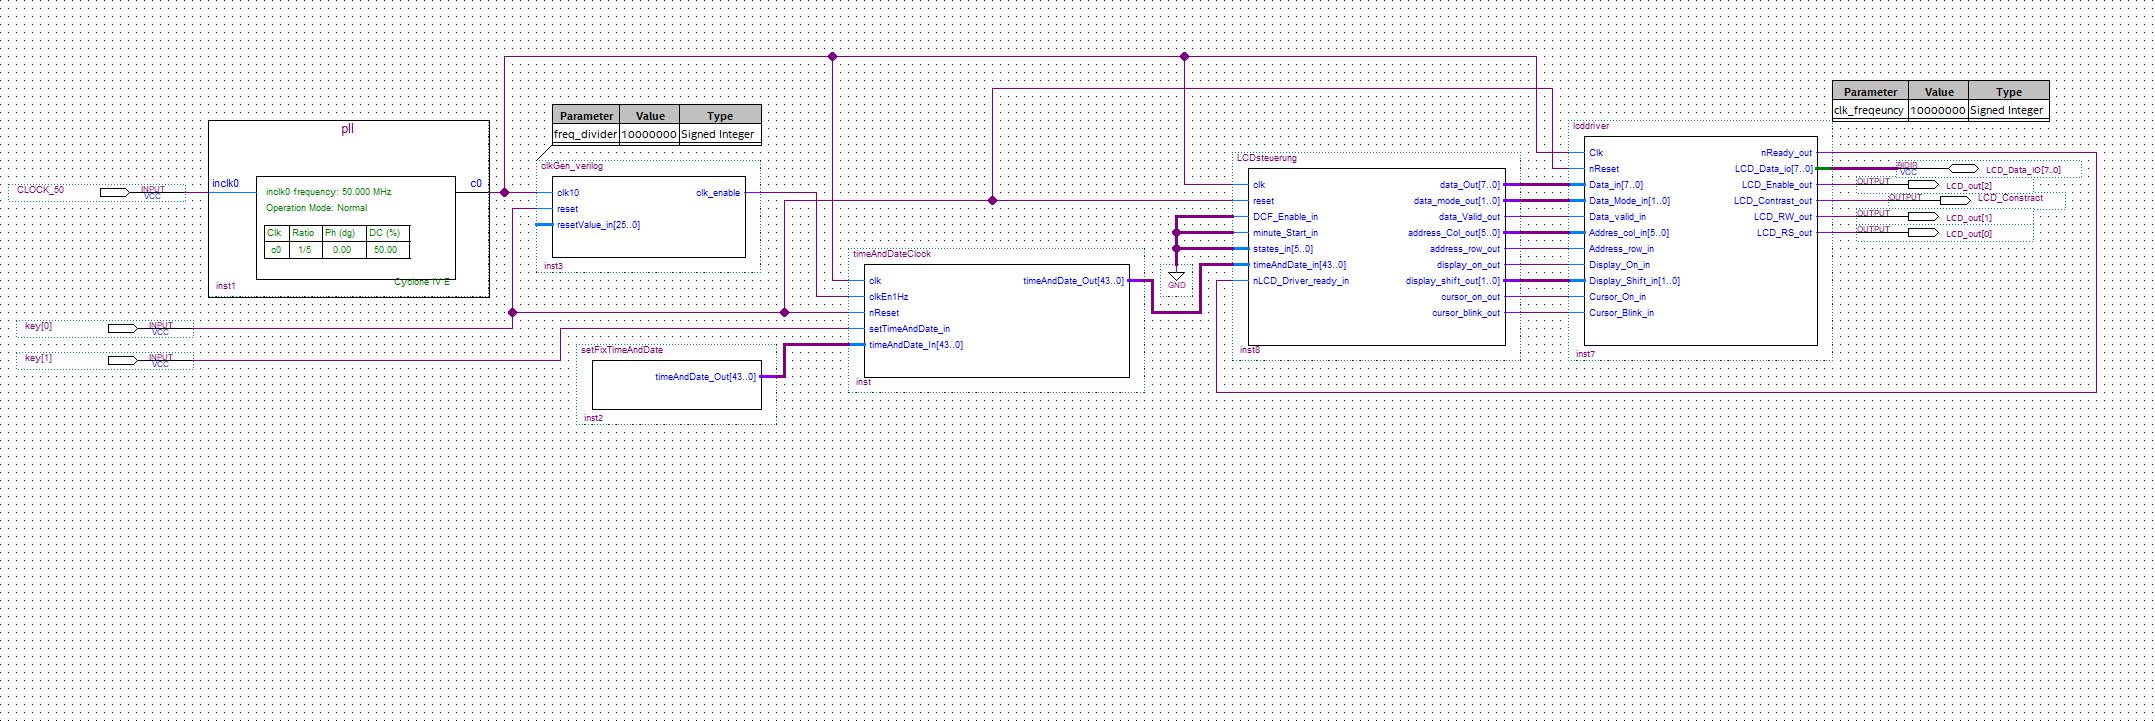 CLOCK_50
INPUT
VCC
key[0]
INPUT
VCC
key[1]
INPUT
VCC
pll
inclk0
c0
inclk0 frequency: 50.000 MHz
Operation Mode: Normal
Clk Ratio Ph (dg) DC (%)
c0 1/5 0.00 50.00
Cyclone IV E
inst1
Parameter Value Type
freq_divider 10000000 Signed Integer
clkGen_verilog
clk10 clk_enable
reset
resetValue_in[25..0]
inst3
setFixTimeAndDate
timeAndDate_Out[43..0]
inst2
timeAndDateClock
clk timeAndDate_Out[43..0]
clkEn1Hz
nReset
setTimeAndDate_in
timeAndDate_In[43..0]
inst
GND
LCDsteuerung
clk data_Out[7..0]
reset data_mode_out[1..0]
DCF_Enable_in data_Valid_out
minute_Start_in address_Col_out[5..0]
states_in[5..0] address_row_out
timeAndDate_in[43..0] display_on_out
nLCD_Driver_ready_in display_shift_out[1..0]
cursor_on_out
cursor_blink_out
inst8
Parameter Value Type
clk_freqeuncy 10000000 Signed Integer
lcddriver
Clk nReady_out
nReset LCD_Data_io[7..0]
Data_in[7..0] LCD_Enable_out
Data_Mode_in[1..0] LCD_Contrast_out
Data_valid_in LCD_RW_out
Addres_col_in[5..0] LCD_RS_out
Address_row_in
Display_On_in
Display_Shift_in[1..0]
Cursor_On_in
Cursor_Blink_in
inst7
BIDIR
VCC
LCD_Data_IO[7..0]
OUTPUT LCD_out[2]
OUTPUT LCD_Constract
OUTPUT LCD_out[1]
OUTPUT LCD_out[0]